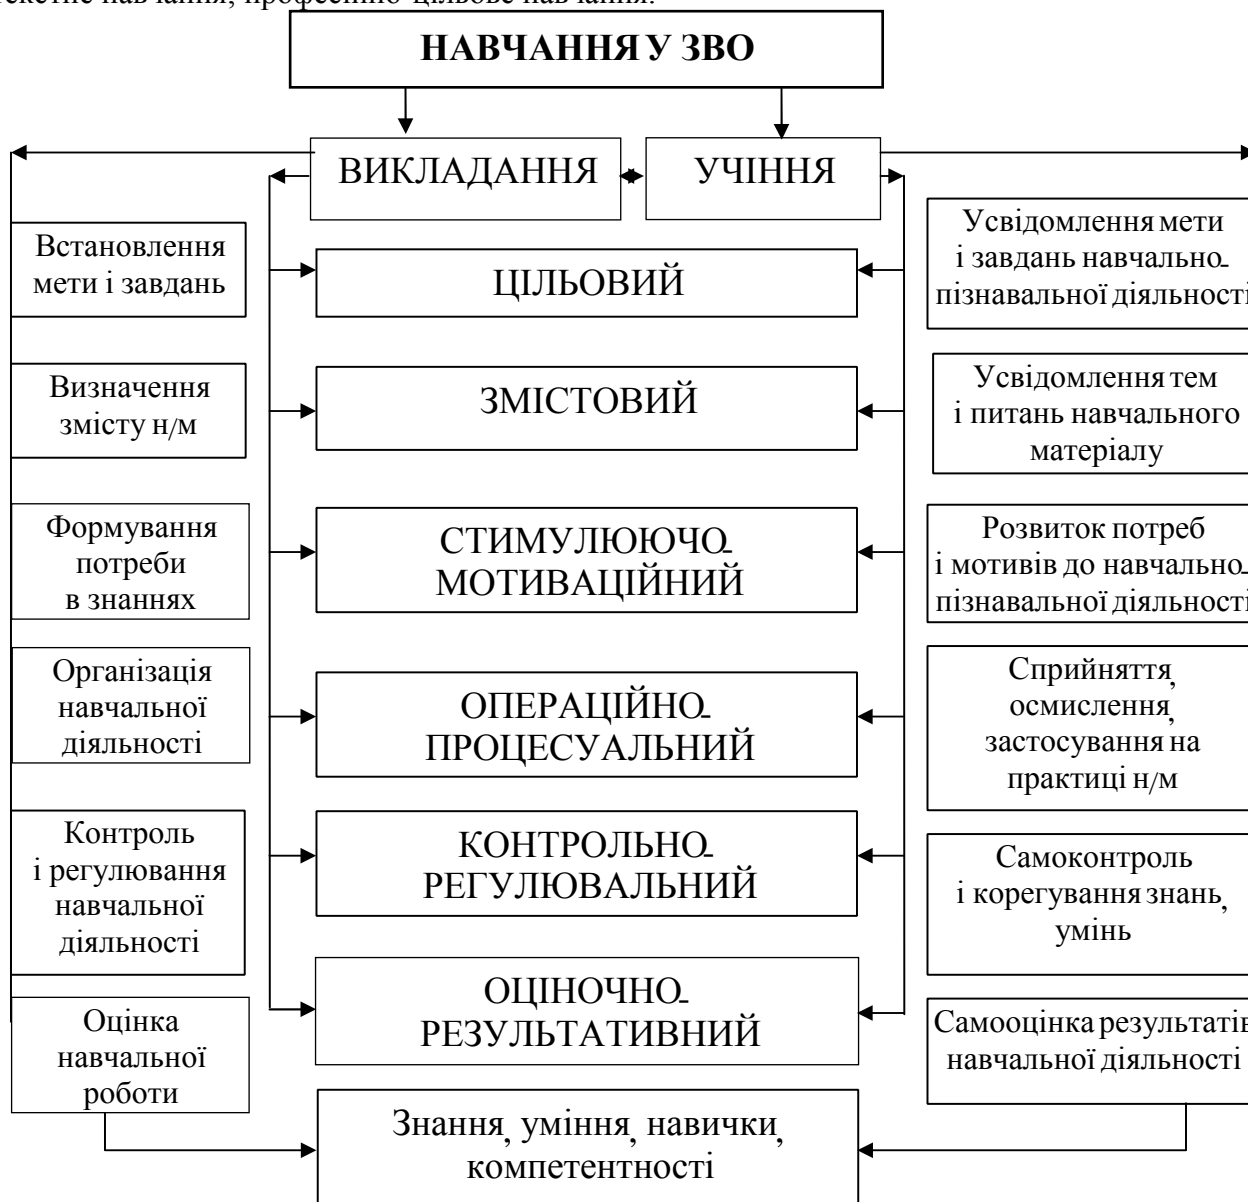 професійно-цільове навчання.
НАВЧАННЯ У ЗВО
ВИКЛАДАННЯ
УЧІННЯ
Встановлення
мети і завдань
ЦІЛЬОВИЙ
Усвідомлення мети
і завдань навчально-
пізнавальної діяльності
Визначення
змісту н/м
ЗМІСТОВИЙ
Усвідомлення тем
і питань навчального
матеріалу
Формування
потреби
в знаннях
СТИМУЛЮЮЧО-
МОТИВАЦІЙНИЙ
Розвиток потреб
і мотивів до навчально-
пізнавальної діяльності
Організація
навчальної
діяльності
ОПЕРАЦІЙНО-
ПРОЦЕСУАЛЬНИЙ
Сприйняття,
осмислення,
застосування на
практиці н/м
Контроль
і регулювання
навчальної
діяльності
КОНТРОЛЬНО-
РЕГУЛЮВАЛЬНИЙ
Самоконтроль
і корегування знань,
умінь
Оцінка
навчальної
роботи
ОЦІНОЧНО-
РЕЗУЛЬТАТИВНИЙ
Самооцінка результатів
навчальної діяльності
Знання, уміння, навички,
компетентності